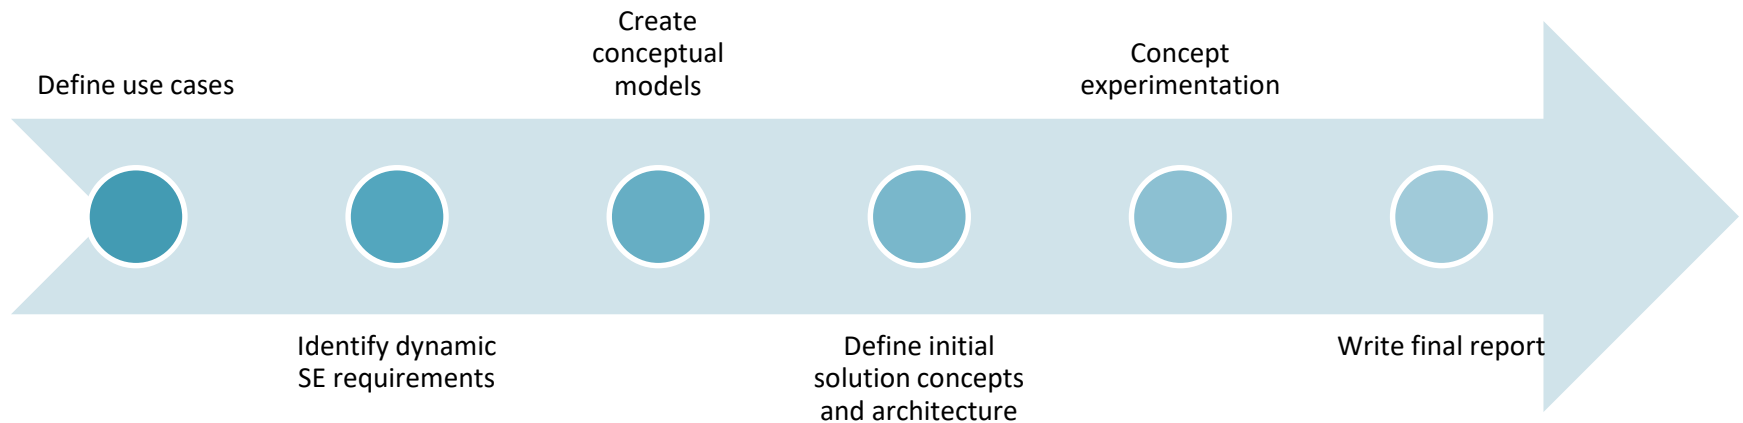 Define use cases
Identify dynamic
SE requirements
Create
conceptual
models
Define initial
solution concepts
and architecture
Concept
experimentation
Write final report